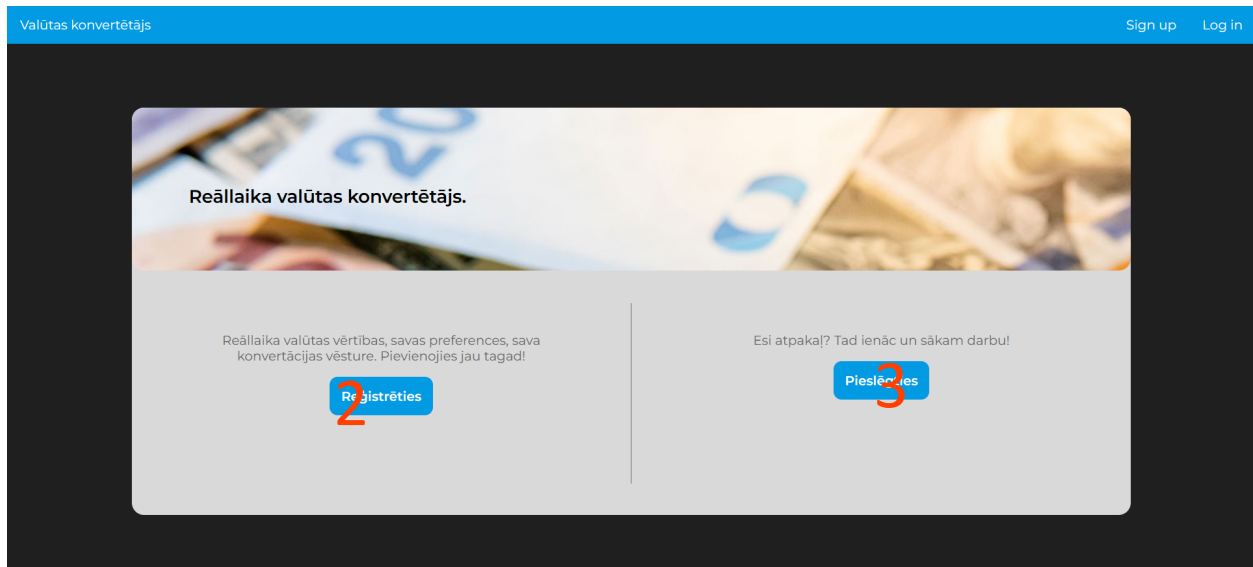 Valūtas konvertētājs
Sign up
Log in
20
Reāllaika valūtas konvertētājs.
Reāllaika valūtas vērtības, savas preferences, sava
konvertācijas vēsture. Pievienojies jau tagad!
Reģistrēties
2
Esi atpakaļ? Tad ienāc un sākam darbu!
Pieslēgties
3